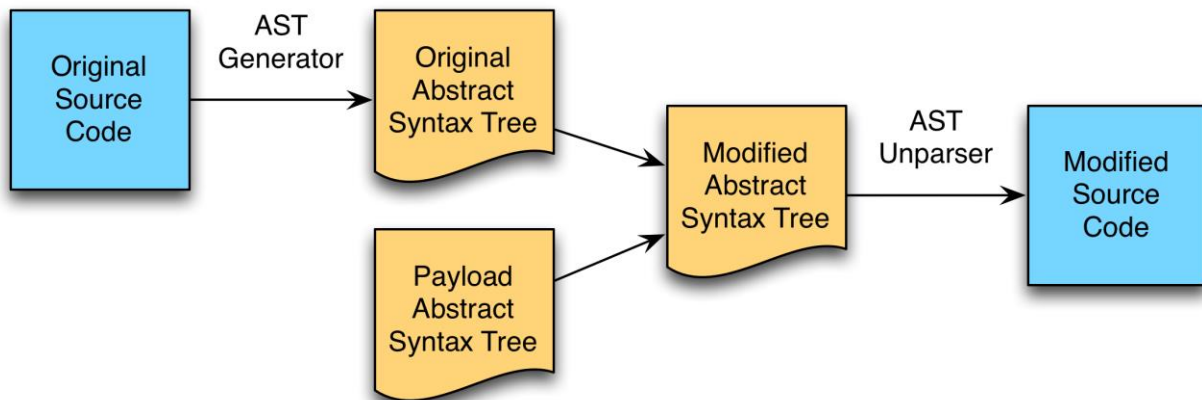 Original
Source
Code
AST
Generator
Original
Abstract
Syntax Tree
Payload
Abstract
Syntax Tree
Modified
Abstract
Syntax Tree
AST
Unparser
Modified
Source
Code